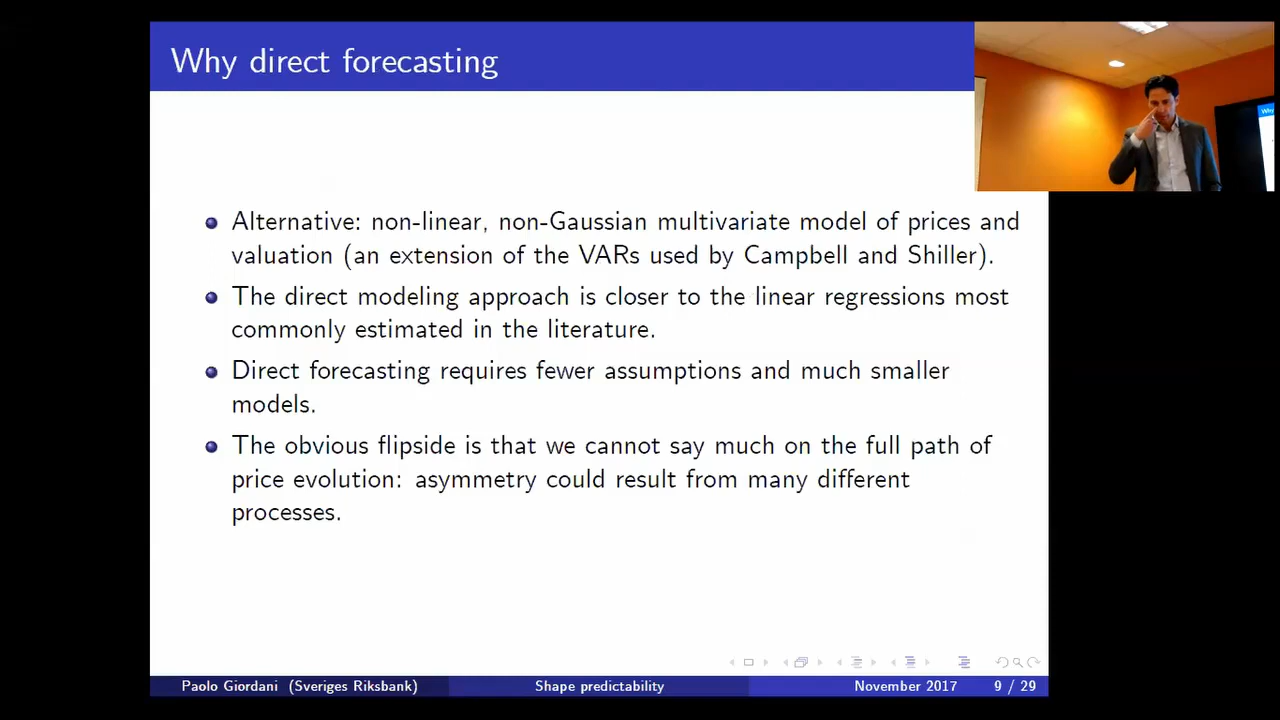 Why direct forecasting
Alternative: non-linear, non-Gaussian multivariate model of prices and
valuation (an extension of the VARs used by Campbell and Shiller).
The direct modeling approach is closer to the linear regressions most
commonly estimated in the literature.
Direct forecasting requires fewer assumptions and much smaller
models.
The obvious flipside is that we cannot say much on the full path of
price evolution: asymmetry could result from many different
processes.
Paolo Giordani (Sveriges Riksbank) Shape predictability November 2017 9 / 29